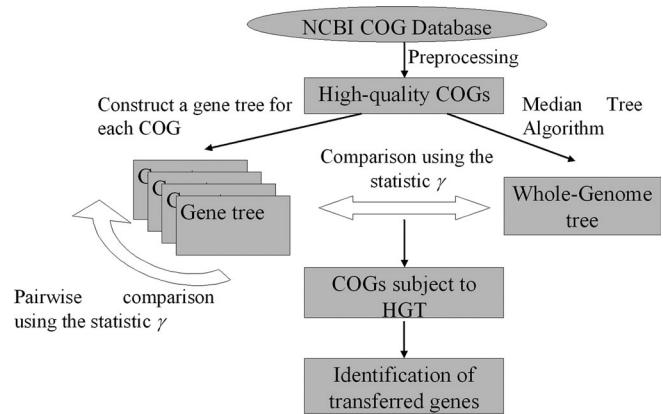 NCBI COG Database
Preprocessing
High-quality COGs
Construct a gene tree for
each COG
Median Tree
Algorithm
Comparison using the
statistic γ
G
G
G
Gene tree
Whole-Genome
tree
Pairwise comparison
using the statistic γ
COGs subject to
HGT
Identification of
transferred genes